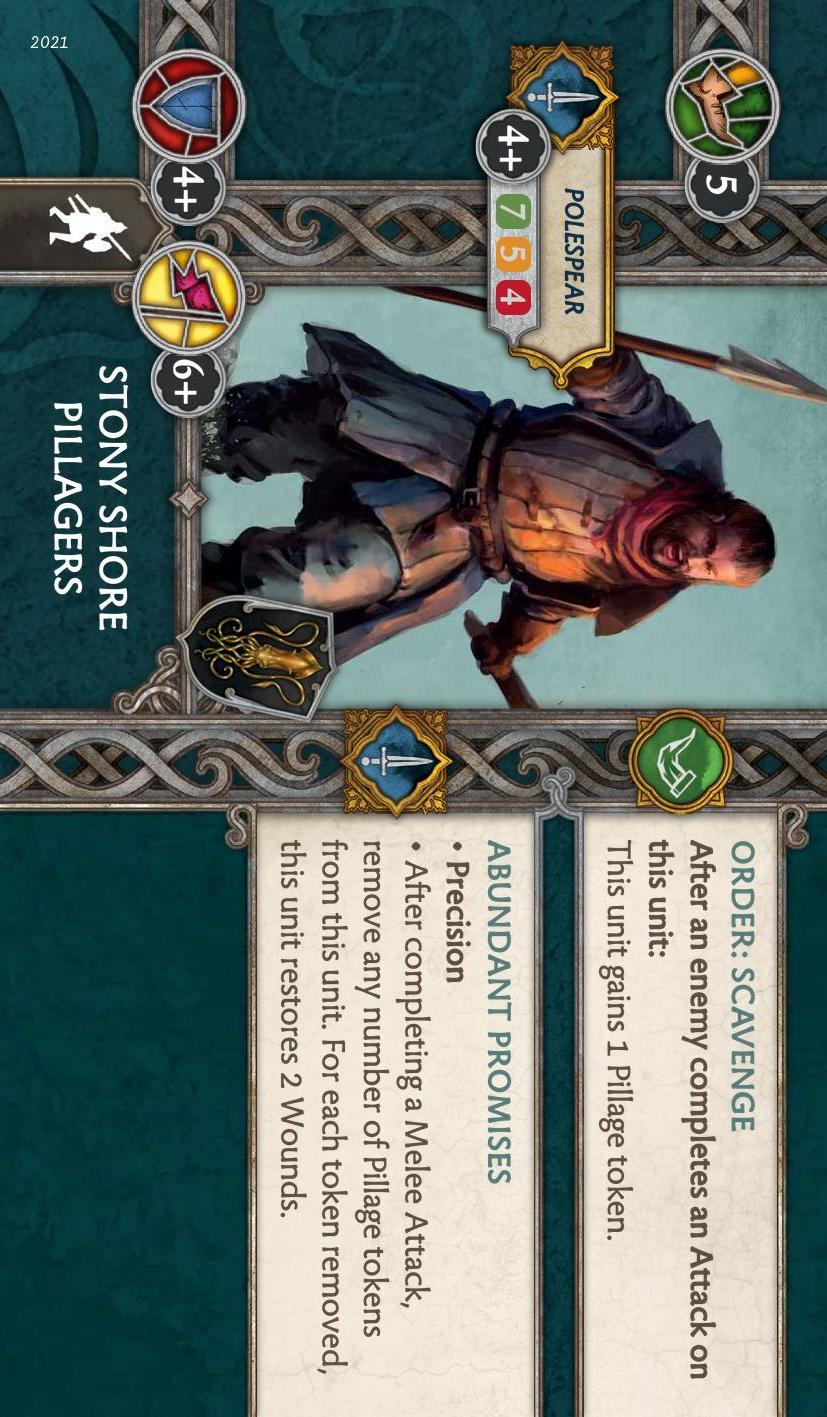 2021
5
POLESPEAR
4+
7 5 4
4+
6+
STONY SHORE
PILLAGERS
ORDER: SCAVENGE
After an enemy completes an Attack on
this unit:
This unit gains 1 Pillage token.
ABUNDANT PROMISES
• Precision
• After completing a Melee Attack,
remove any number of Pillage tokens
from this unit. For each token removed,
this unit restores 2 Wounds.